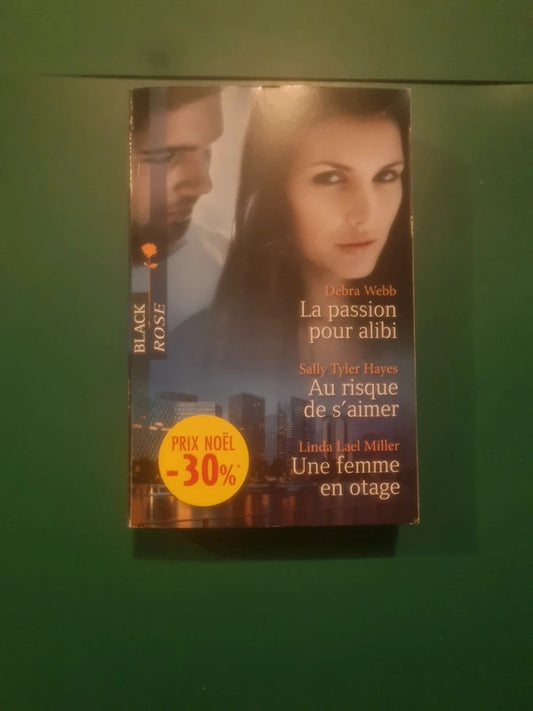 BLACK
ROSE
Debra Webb
La passion
pour alibi
Sally Tyler Hayes
Au risque
de s'aimer
Linda Lael Miller
Une femme
en otage
PRIX NOËL
-30%*